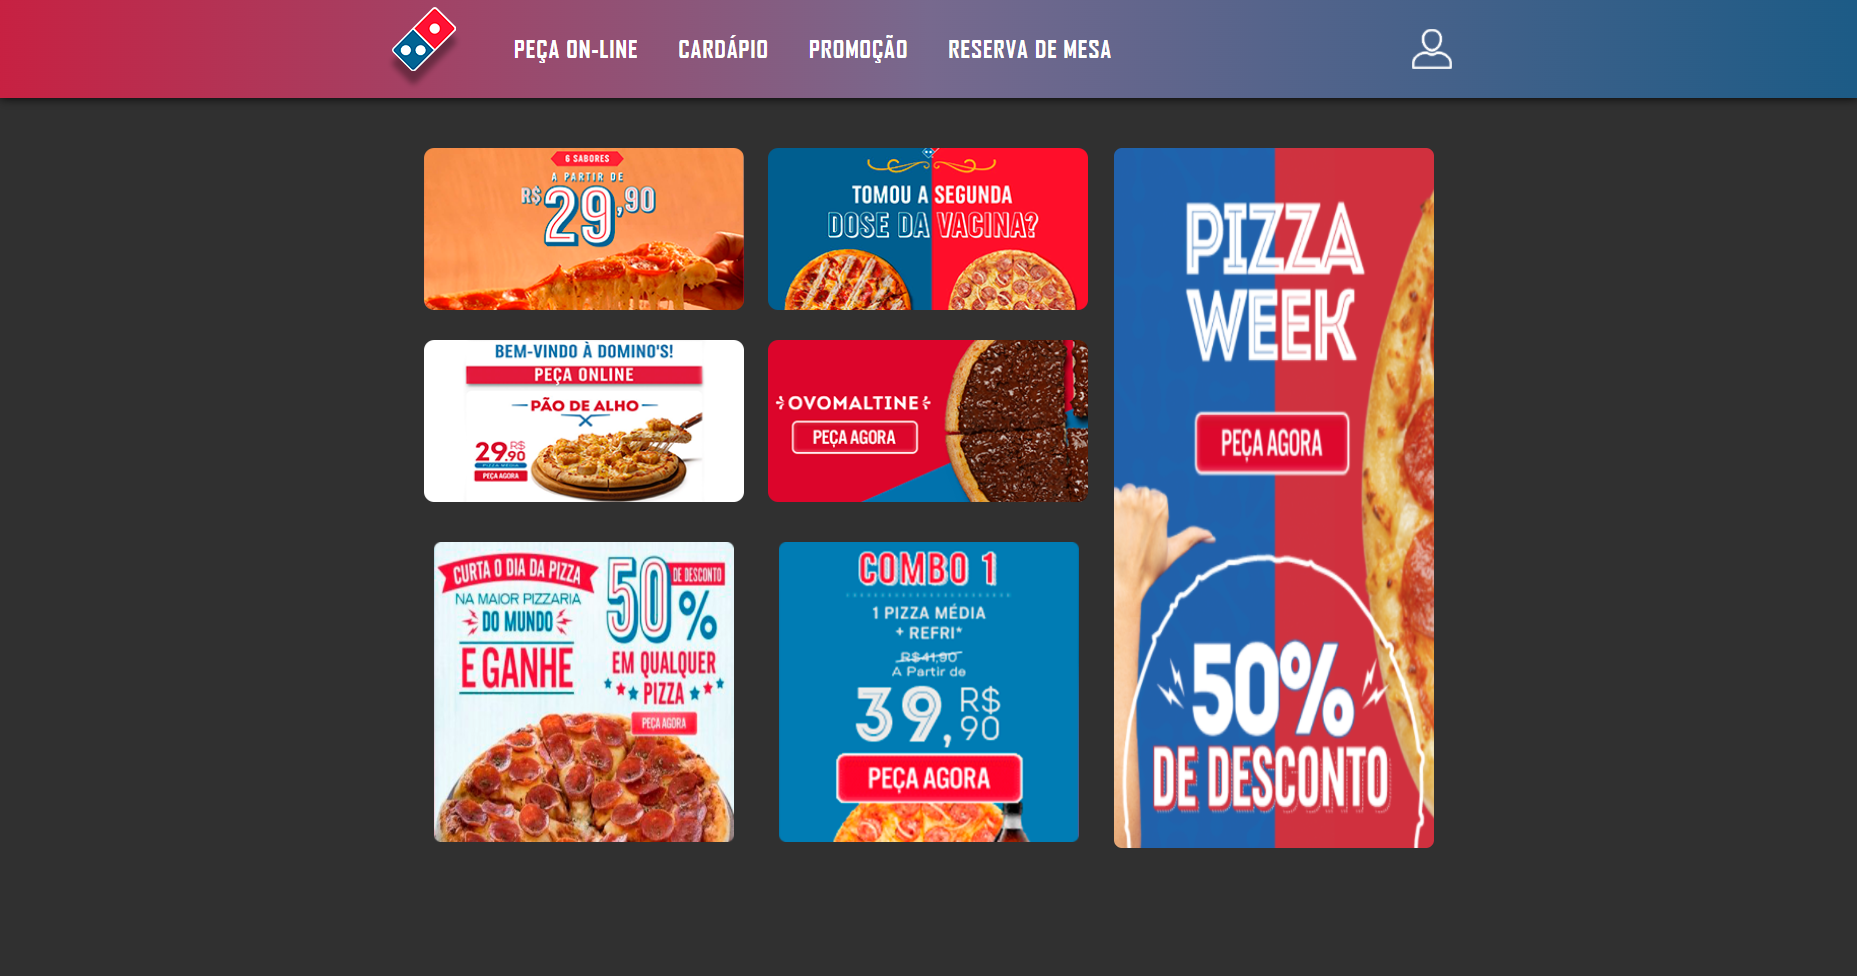 PEÇA ON-LINE
CARDÁPIO
PROMOÇÃO
RESERVA DE MESA
6 SABORES
A PARTIR DE
R$29,90
TOMOU A SEGUNDA
DOSE DA VACINA?
PIZZA
WEEK
PEÇA AGORA
50%
DE DESCONTO
BEM-VINDO À DOMINO'S!
PEÇA ONLINE
PÃO DE ALHO
29,90 R$
PIZZA MÉDIA
PEÇA AGORA
OVOMALTINE
PEÇA AGORA
CURTA O DIA DA PIZZA
NA MAIOR PIZZARIA
DO MUNDO
E GANHE
50%
DE DESCONTO
EM QUALQUER
PIZZA
PEÇA AGORA
COMBO 1
1 PIZZA MÉDIA
+ REFRI*
R$41,90
A Partir de
39,90 R$
PEÇA AGORA